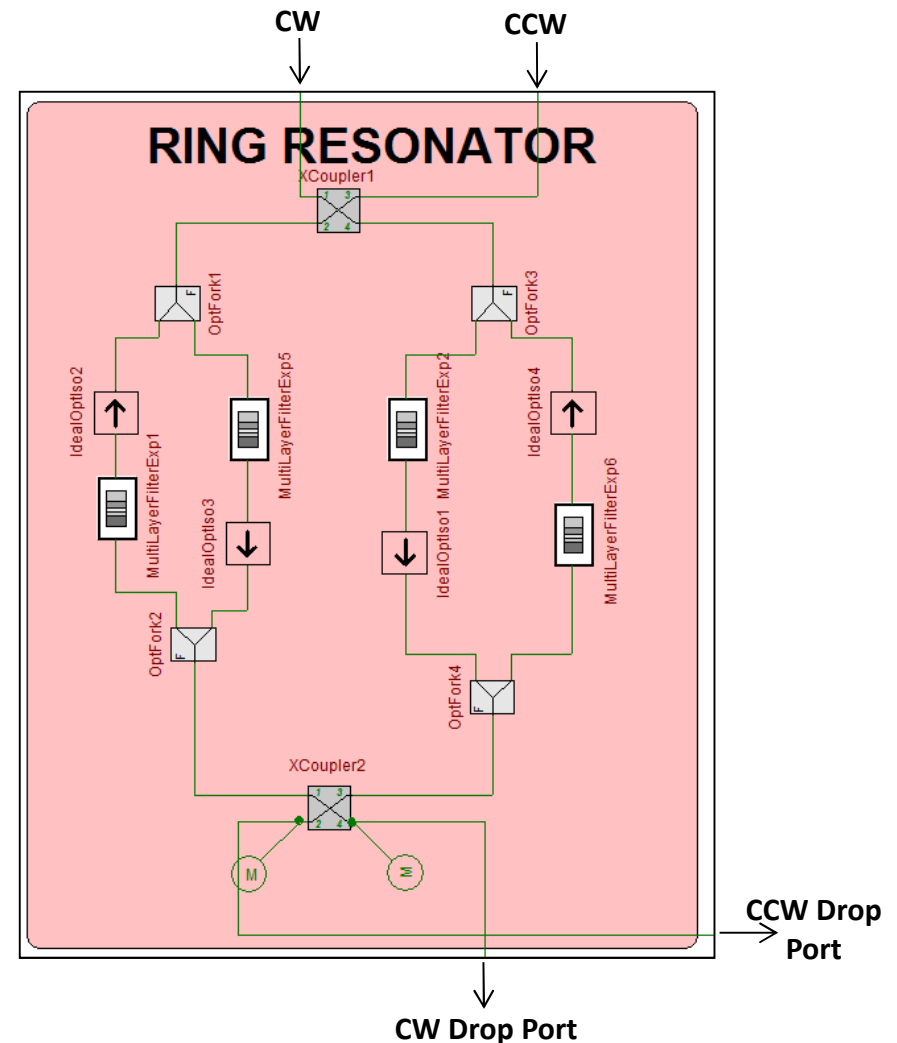 CW
CCW
RING RESONATOR
XCoupler1
1 3
2 4
F
OptFork1
F
OptFork3
IdealOptIso2
MultiLayerFilterExp5
MultiLayerFilterExp2
IdealOptIso4
MultiLayerFilterExp1
IdealOptIso3
IdealOptIso1
MultiLayerFilterExp6
OptFork2
F
OptFork4
F
XCoupler2
1 3
2 4
M
M
CCW Drop
Port
CW Drop Port